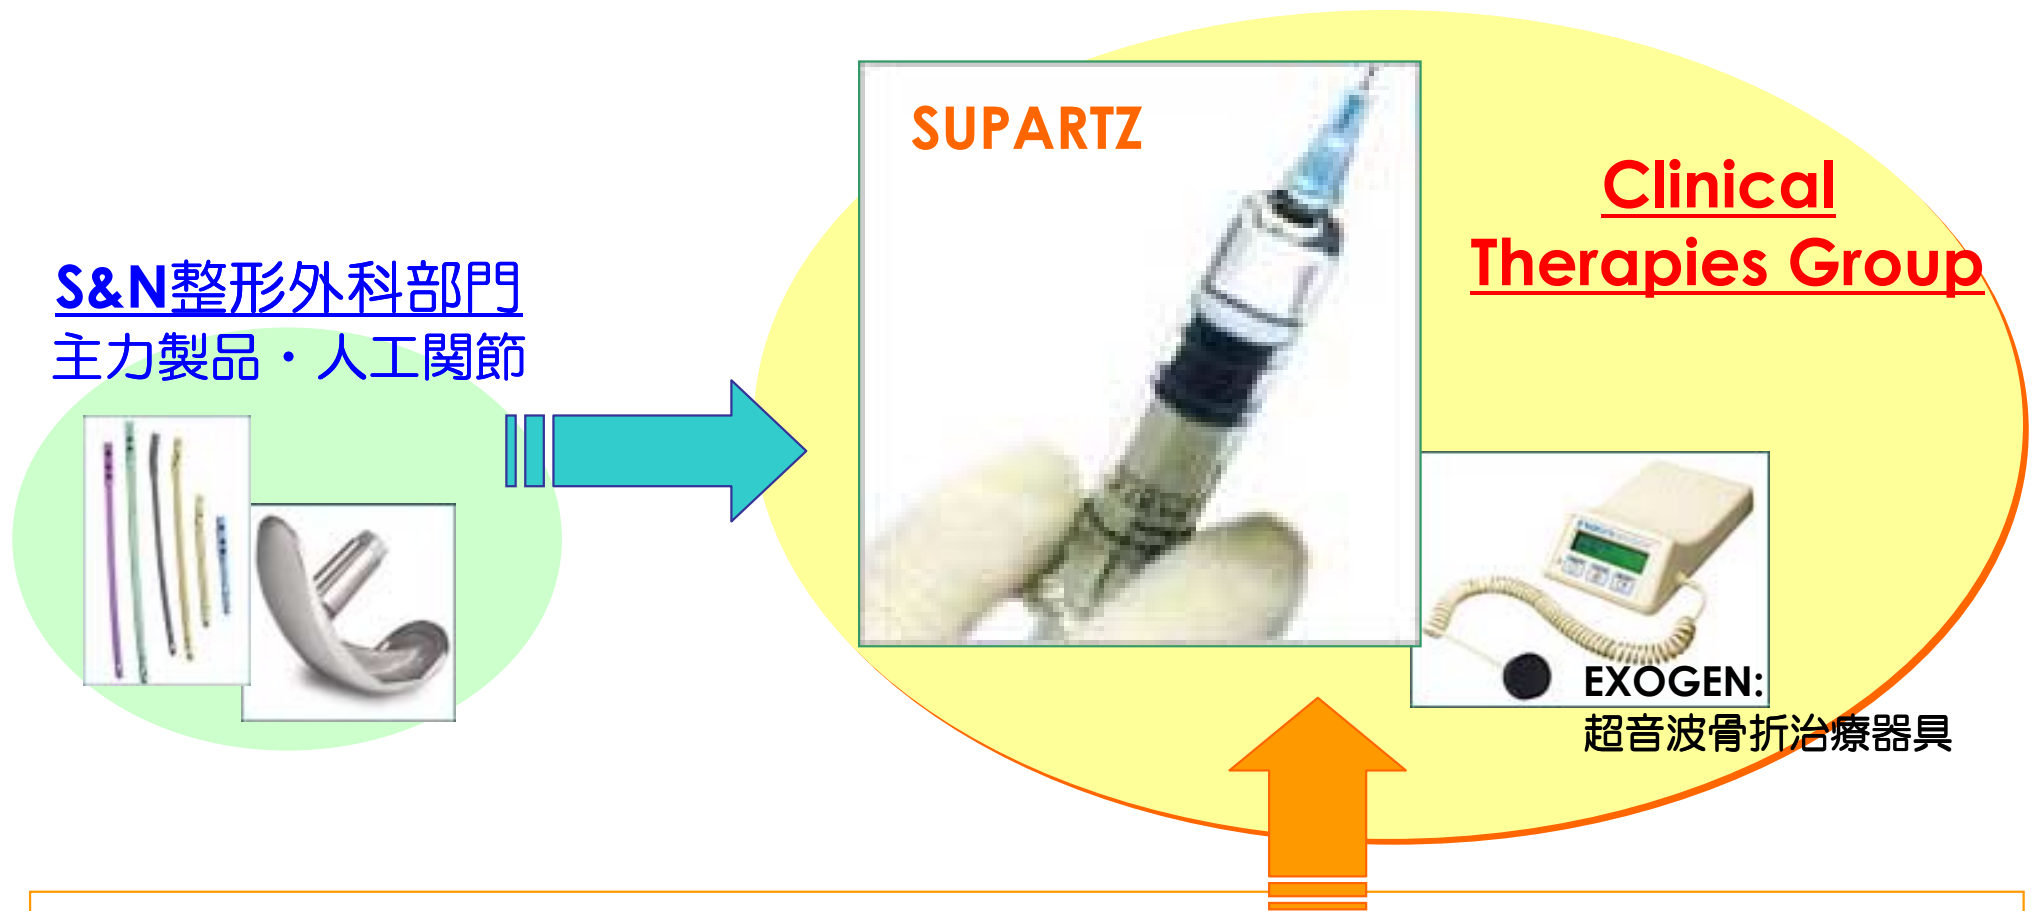 S&N整形外科部門
主力製品・人工関節
SUPARTZ
Clinical
Therapies Group
EXOGEN:
超音波骨折治療器具